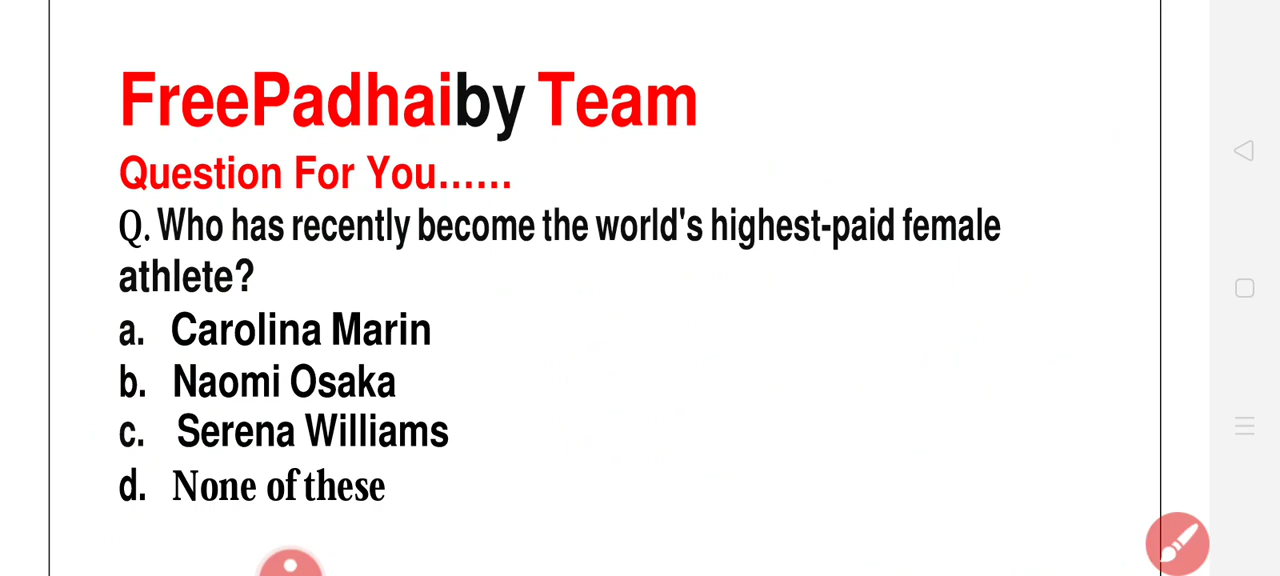 FreePadhaiby Team
Question For You......
Q. Who has recently become the world's highest-paid female
athlete?
a. Carolina Marin
b. Naomi Osaka
c. Serena Williams
d. None of these